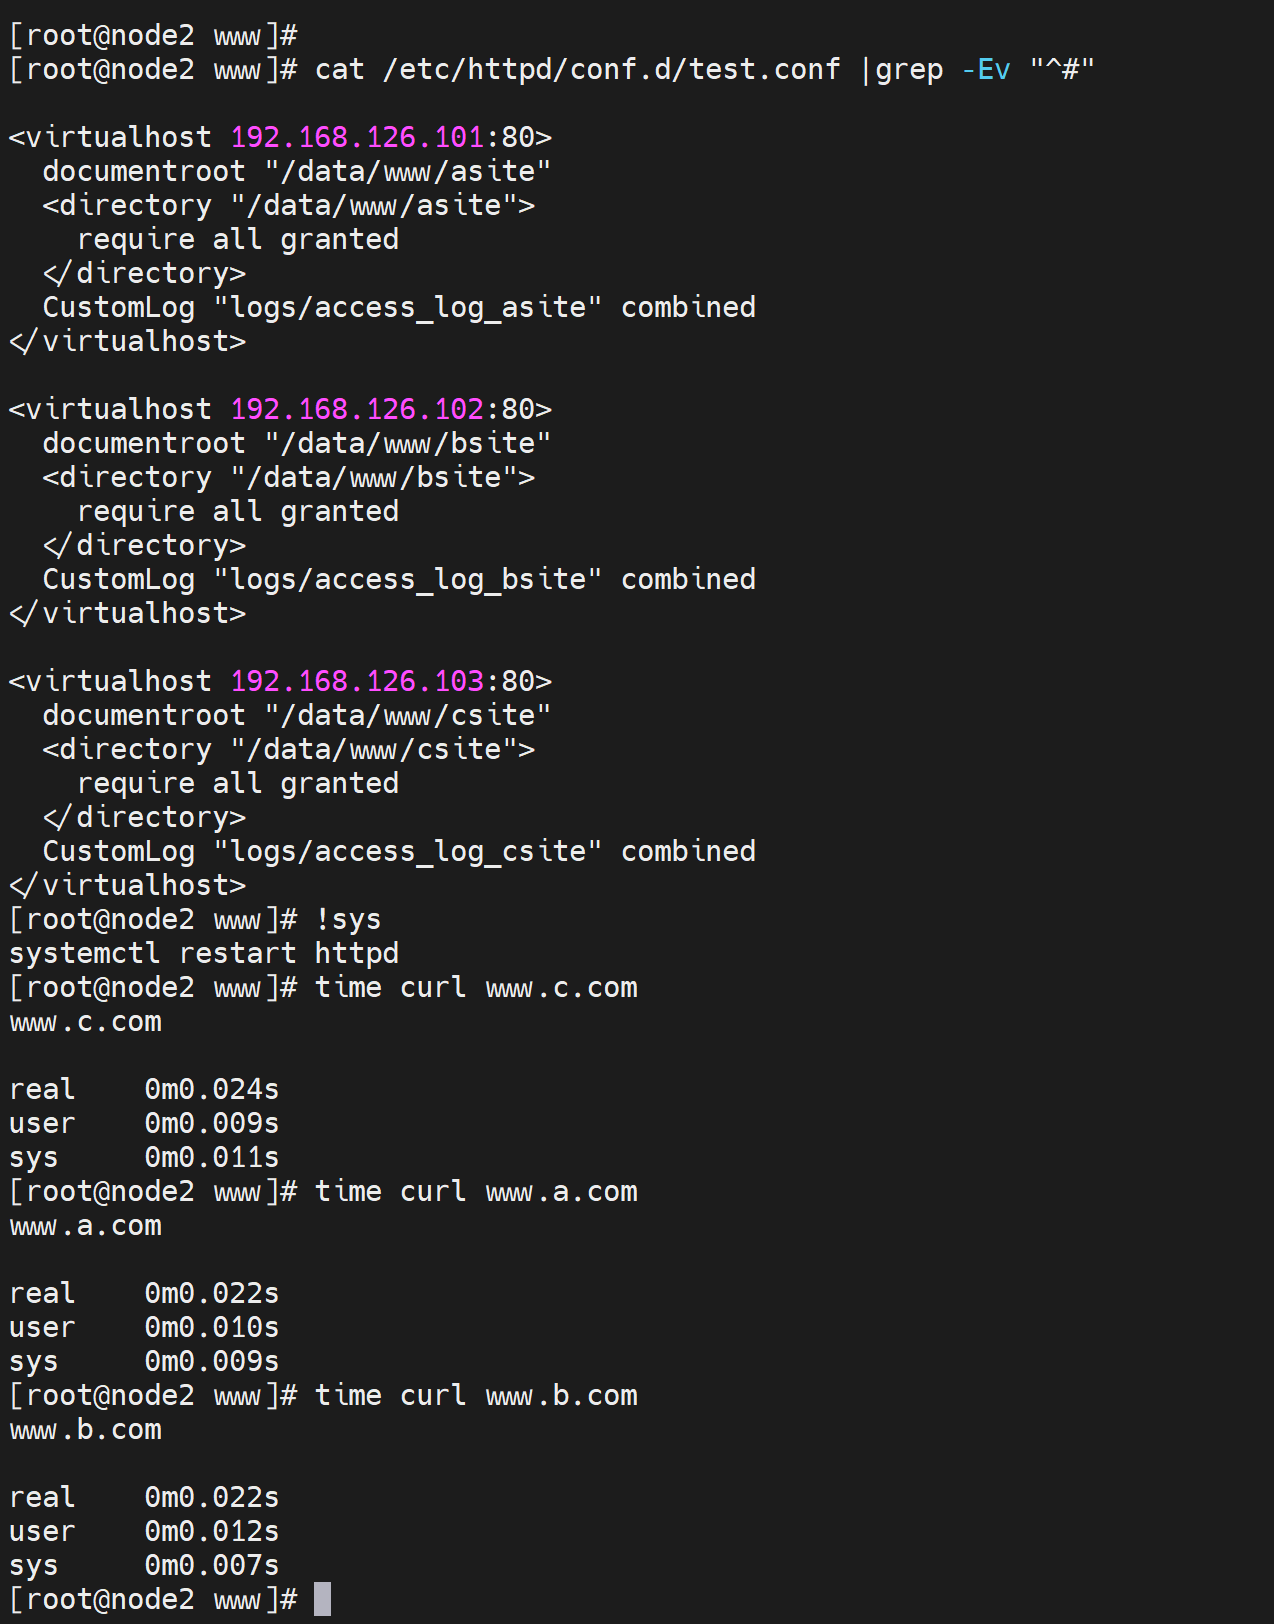 [root@node2 www]#
[root@node2 www]# cat /etc/httpd/conf.d/test.conf |grep -Ev "^#"
<virtualhost 192.168.126.101:80>
documentroot "/data/www/asite"
<directory "/data/www/asite">
require all granted
</directory>
CustomLog "logs/access_log_asite" combined
</virtualhost>
<virtualhost 192.168.126.102:80>
documentroot "/data/www/bsite"
<directory "/data/www/bsite">
require all granted
</directory>
CustomLog "logs/access_log_bsite" combined
</virtualhost>
<virtualhost 192.168.126.103:80>
documentroot "/data/www/csite"
<directory "/data/www/csite">
require all granted
</directory>
CustomLog "logs/access_log_csite" combined
</virtualhost>
[root@node2 www]# !sys
systemctl restart httpd
[root@node2 www]# time curl www.c.com
www.c.com
real 0m0.024s
user 0m0.009s
sys 0m0.011s
[root@node2 www]# time curl www.a.com
www.a.com
real 0m0.022s
user 0m0.010s
sys 0m0.009s
[root@node2 www]# time curl www.b.com
www.b.com
real 0m0.022s
user 0m0.012s
sys 0m0.007s
[root@node2 www]#